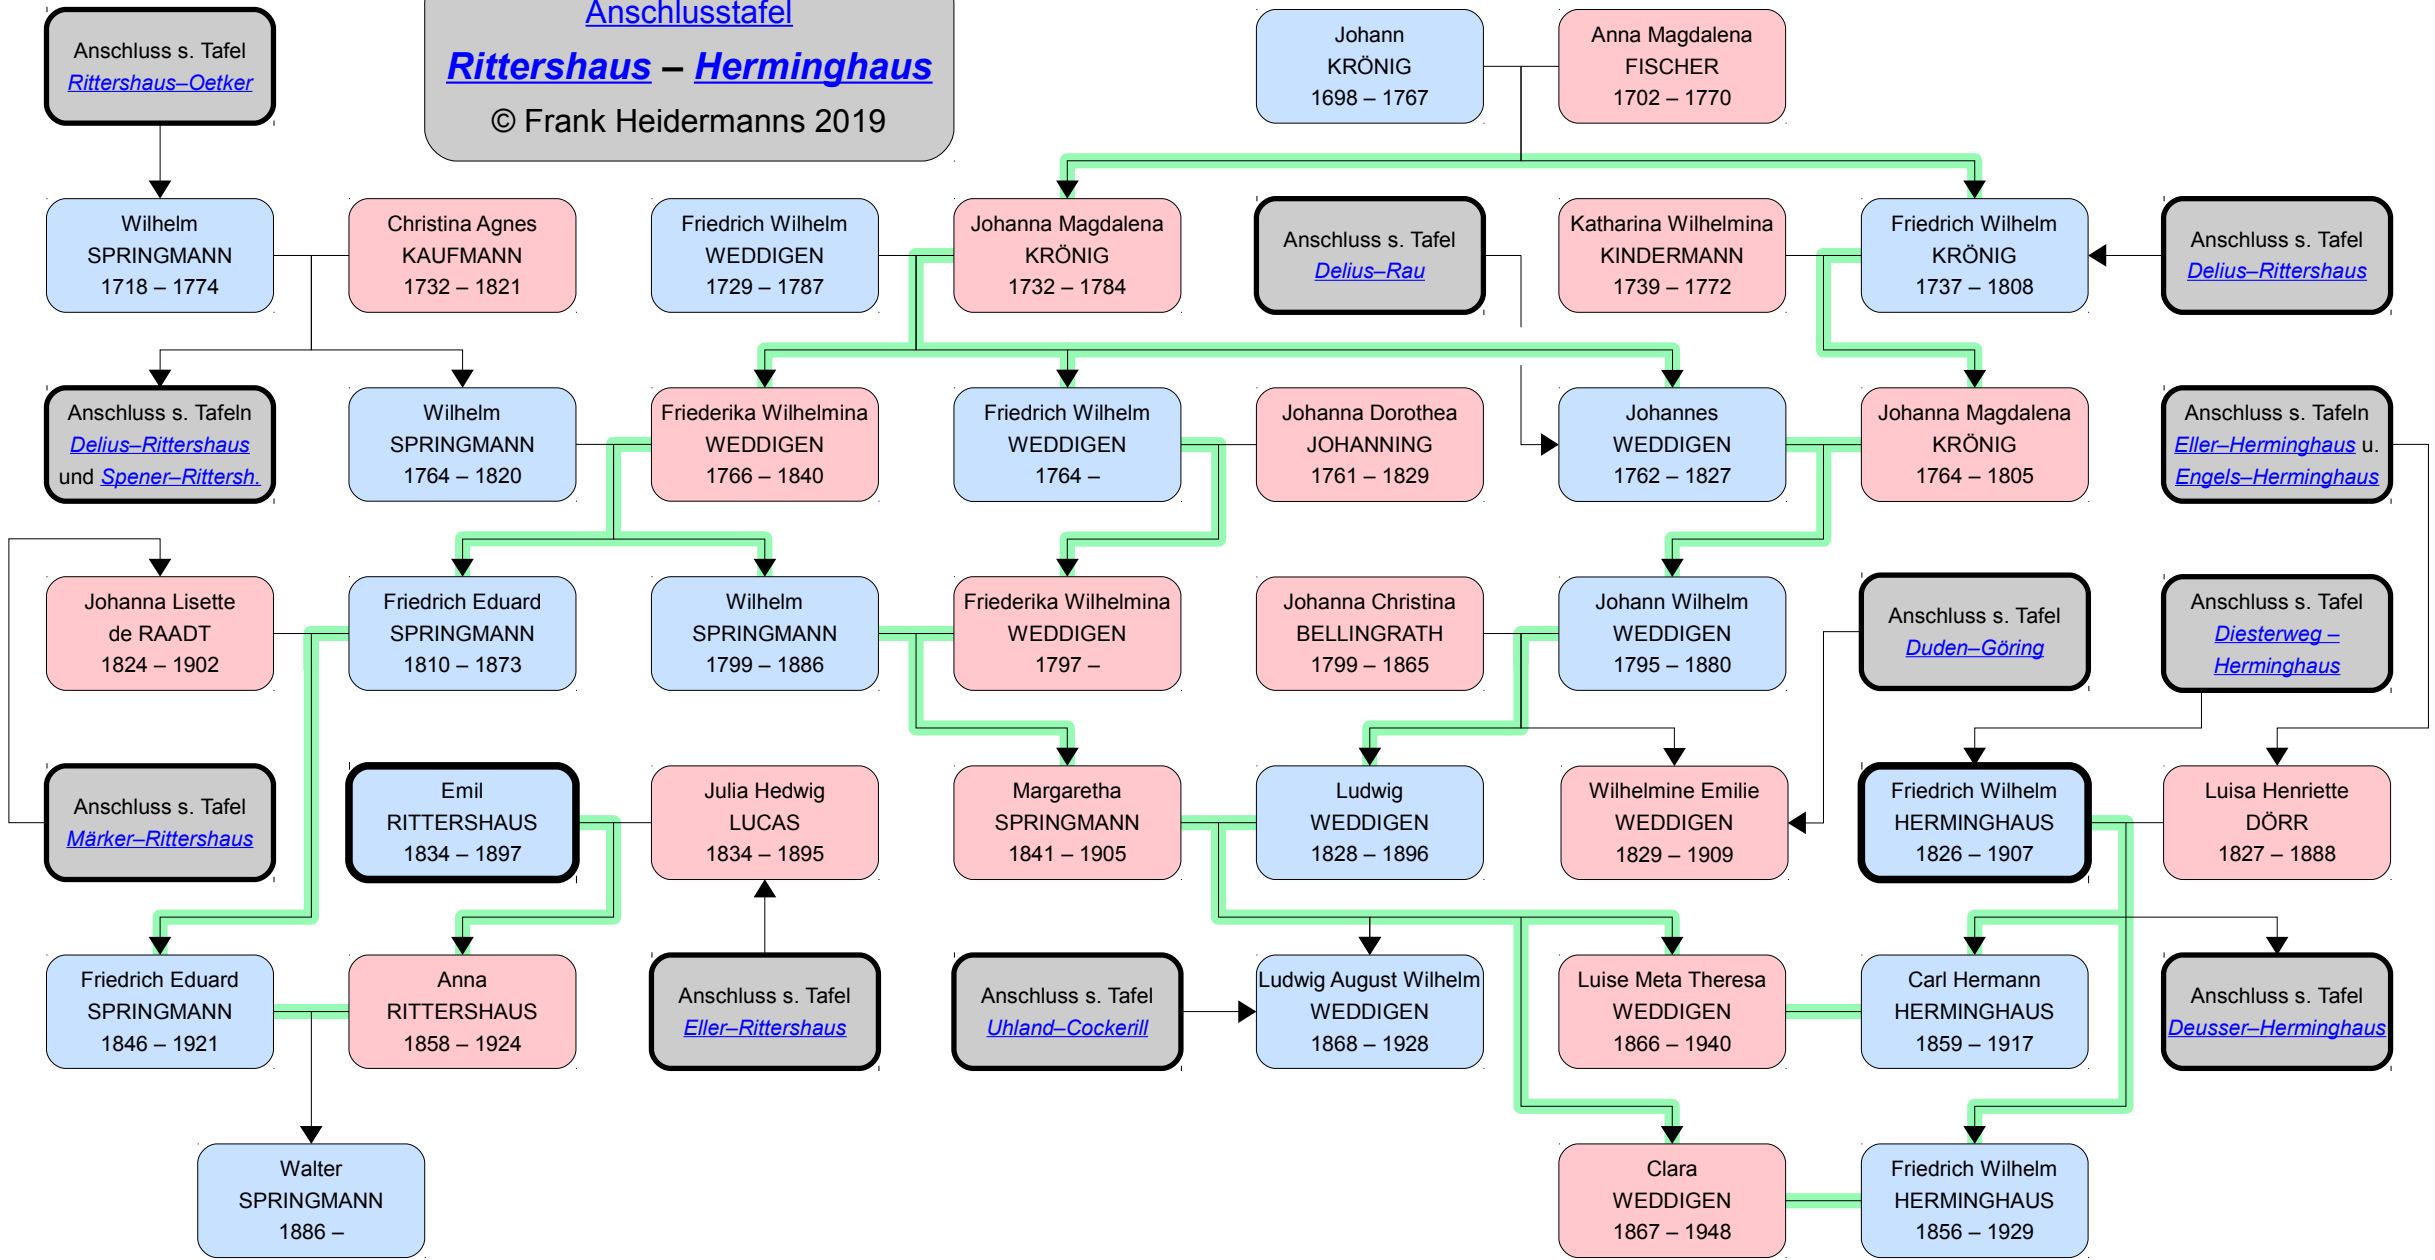 Anschlusstafel
Rittershaus – Herminghaus
© Frank Heidermanns 2019
Anschluss s. Tafel
Rittershaus–Oetker
Johann
KRÖNIG
1698 – 1767
Anna Magdalena
FISCHER
1702 – 1770
Wilhelm
SPRINGMANN
1718 – 1774
Christina Agnes
KAUFMANN
1732 – 1821
Friedrich Wilhelm
WEDDIGEN
1729 – 1787
Johanna Magdalena
KRÖNIG
1732 – 1784
Anschluss s. Tafel
Delius–Rau
Katharina Wilhelmina
KINDERMANN
1739 – 1772
Friedrich Wilhelm
KRÖNIG
1737 – 1808
Anschluss s. Tafel
Delius–Rittershaus
Anschluss s. Tafeln
Delius–Rittershaus
und Spener–Rittersh.
Wilhelm
SPRINGMANN
1764 – 1820
Friederika Wilhelmina
WEDDIGEN
1766 – 1840
Friedrich Wilhelm
WEDDIGEN
1764 –
Johanna Dorothea
JOHANNING
1761 – 1829
Johannes
WEDDIGEN
1762 – 1827
Johanna Magdalena
KRÖNIG
1764 – 1805
Anschluss s. Tafeln
Eller–Herminghaus u.
Engels–Herminghaus
Johanna Lisette
de RAADT
1824 – 1902
Friedrich Eduard
SPRINGMANN
1810 – 1873
Wilhelm
SPRINGMANN
1799 – 1886
Friederika Wilhelmina
WEDDIGEN
1797 –
Johanna Christina
BELLINGRATH
1799 – 1865
Johann Wilhelm
WEDDIGEN
1795 – 1880
Anschluss s. Tafel
Duden–Göring
Anschluss s. Tafel
Diesterweg –
Herminghaus
Anschluss s. Tafel
Märker–Rittershaus
Emil
RITTERSHAUS
1834 – 1897
Julia Hedwig
LUCAS
1834 – 1895
Margaretha
SPRINGMANN
1841 – 1905
Ludwig
WEDDIGEN
1828 – 1896
Wilhelmine Emilie
WEDDIGEN
1829 – 1909
Friedrich Wilhelm
HERMINGHAUS
1826 – 1907
Luisa Henriette
DÖRR
1827 – 1888
Friedrich Eduard
SPRINGMANN
1846 – 1921
Anna
RITTERSHAUS
1858 – 1924
Anschluss s. Tafel
Eller–Rittershaus
Anschluss s. Tafel
Uhland–Cockerill
Ludwig August Wilhelm
WEDDIGEN
1868 – 1928
Luise Meta Theresa
WEDDIGEN
1866 – 1940
Carl Hermann
HERMINGHAUS
1859 – 1917
Anschluss s. Tafel
Deusser–Herminghaus
Walter
SPRINGMANN
1886 –
Clara
WEDDIGEN
1867 – 1948
Friedrich Wilhelm
HERMINGHAUS
1856 – 1929